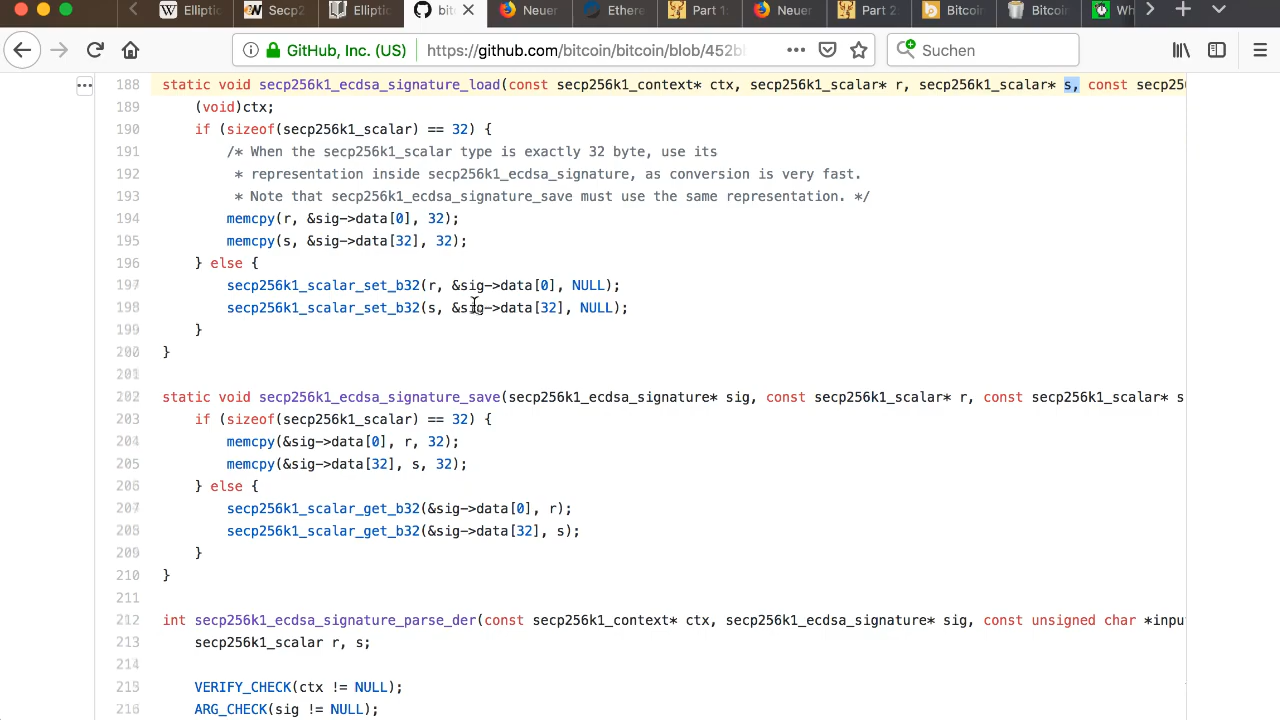 Ellipti
Secp2
Ellipti
bit
Neuer
Ethere
Part 1:
Neuer
Part 2:
Bitcoin
Bitcoin
Wh
GitHub, Inc. (US)
https://github.com/bitcoin/bitcoin/blob/452b
Suchen
188 static void secp256k1_ecdsa_signature_load(const secp256k1_context* ctx, secp256k1_scalar* r, secp256k1_scalar* s, const secp25
189 (void)ctx;
190 if (sizeof(secp256k1_scalar) == 32) {
191 /* When the secp256k1_scalar type is exactly 32 byte, use its
192 * representation inside secp256k1_ecdsa_signature, as conversion is very fast.
193 * Note that secp256k1_ecdsa_signature_save must use the same representation. */
194 memcpy(r, &sig->data[0], 32);
195 memcpy(s, &sig->data[32], 32);
196 } else {
197 secp256k1_scalar_set_b32(r, &sig->data[0], NULL);
198 secp256k1_scalar_set_b32(s, &sig->data[32], NULL);
199 }
200 }
201
202 static void secp256k1_ecdsa_signature_save(secp256k1_ecdsa_signature* sig, const secp256k1_scalar* r, const secp256k1_scalar* s
203 if (sizeof(secp256k1_scalar) == 32) {
204 memcpy(&sig->data[0], r, 32);
205 memcpy(&sig->data[32], s, 32);
206 } else {
207 secp256k1_scalar_get_b32(&sig->data[0], r);
208 secp256k1_scalar_get_b32(&sig->data[32], s);
209 }
210 }
211
212 int secp256k1_ecdsa_signature_parse_der(const secp256k1_context* ctx, secp256k1_ecdsa_signature* sig, const unsigned char *inpu
213 secp256k1_scalar r, s;
214
215 VERIFY_CHECK(ctx != NULL);
216 ARG_CHECK(sig != NULL);